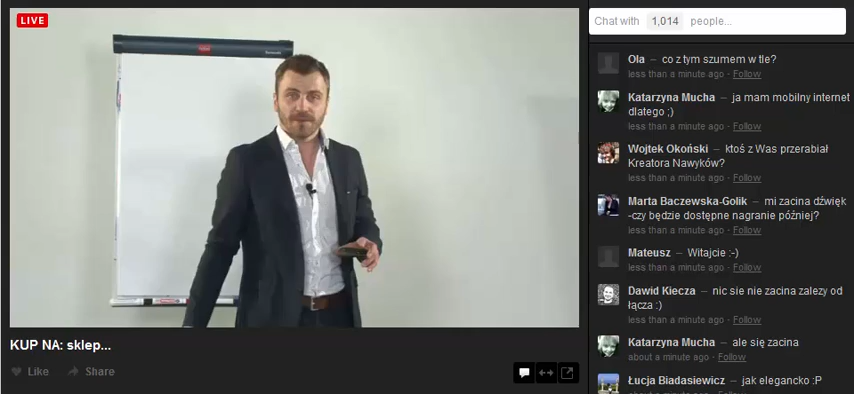 LIVE
Chat with 1,014 people...
Ola – co z tym szumem w tle?
less than a minute ago · Follow
Katarzyna Mucha – ja mam mobilny internet
dlatego ;)
less than a minute ago · Follow
Wojtek Okoński – ktoś z Was przerabiał
Kreatora Nawyków?
less than a minute ago · Follow
Marta Baczewska-Golik – mi zacina dźwięk
-czy będzie dostępne nagranie później?
less than a minute ago · Follow
Mateusz – Witajcie :-)
less than a minute ago · Follow
Dawid Kiecza – nic sie nie zacina zalezy od
łącza :)
less than a minute ago · Follow
Katarzyna Mucha – ale się zacina
about a minute ago · Follow
Łucja Biadasiewicz – jak elegancko :P
KUP NA: sklep...
Like Share